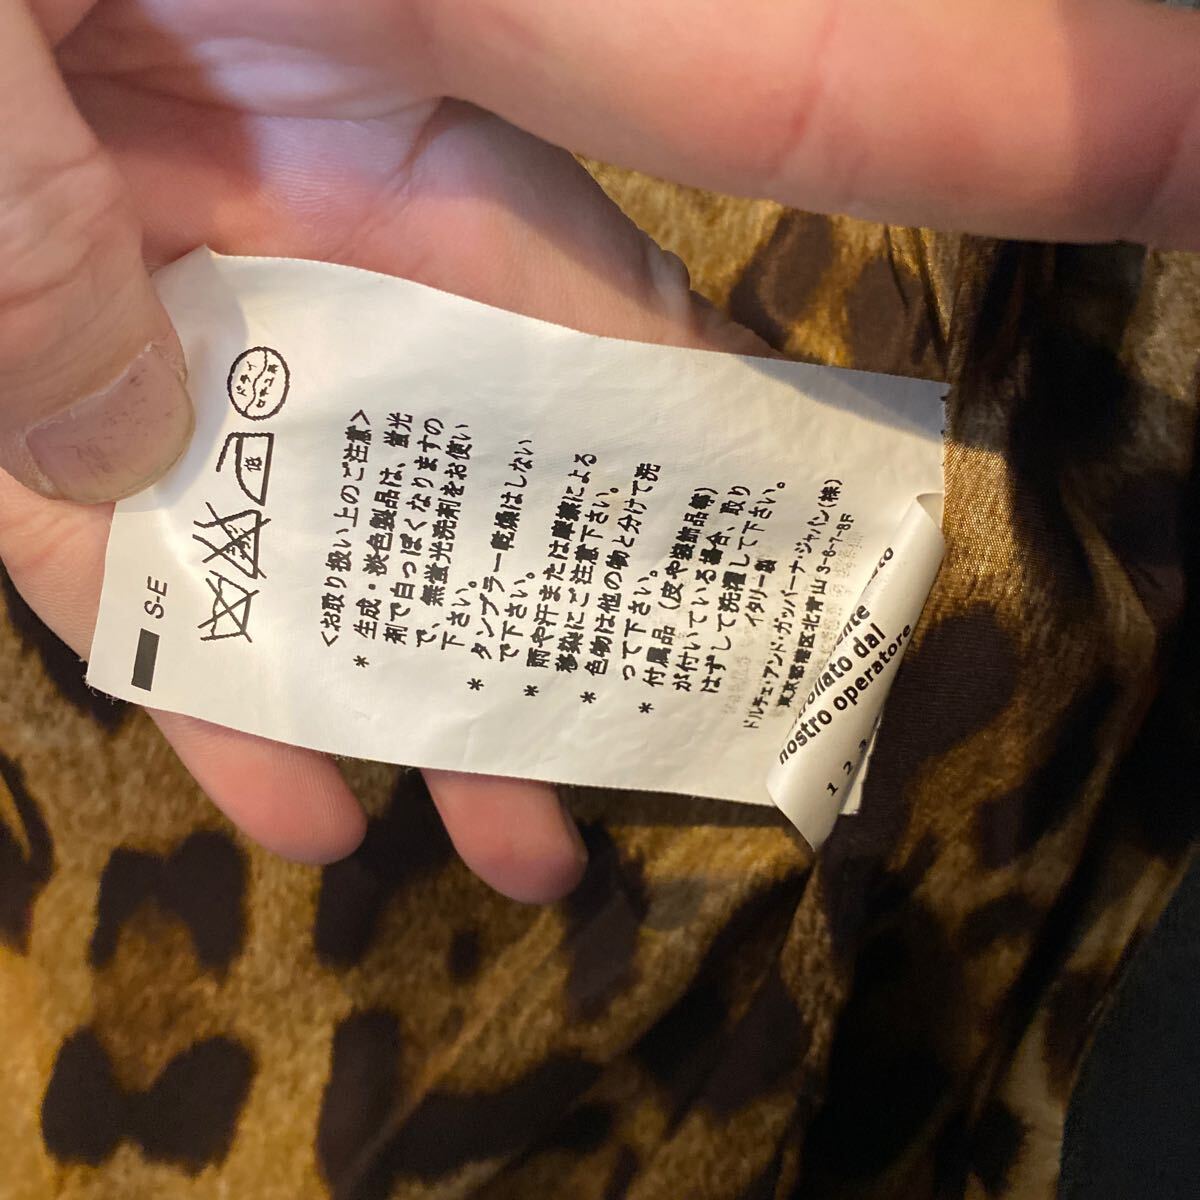 S-E
ドライ
セキユ系
低
<お取り扱い上のご注意>
* 生成・淡色製品は、蛍光
剤で白っぽくなりますの
で、無蛍光洗剤をお使い
下さい。
* タンブラー乾燥はしない
で下さい。
* 雨や汗または摩擦による
移染にご注意下さい。
* 色物は他の物と分けて洗
って下さい。
* 付属品(皮や装飾品等)
が付いている場合、取り
はずして洗濯して下さい。
イタリー製
ドルチェ・アンド・ガッバーナ・ジャパン(株)
東京都港区北青山 3-6-7-8F
nostro operatore
dal
1 2 3